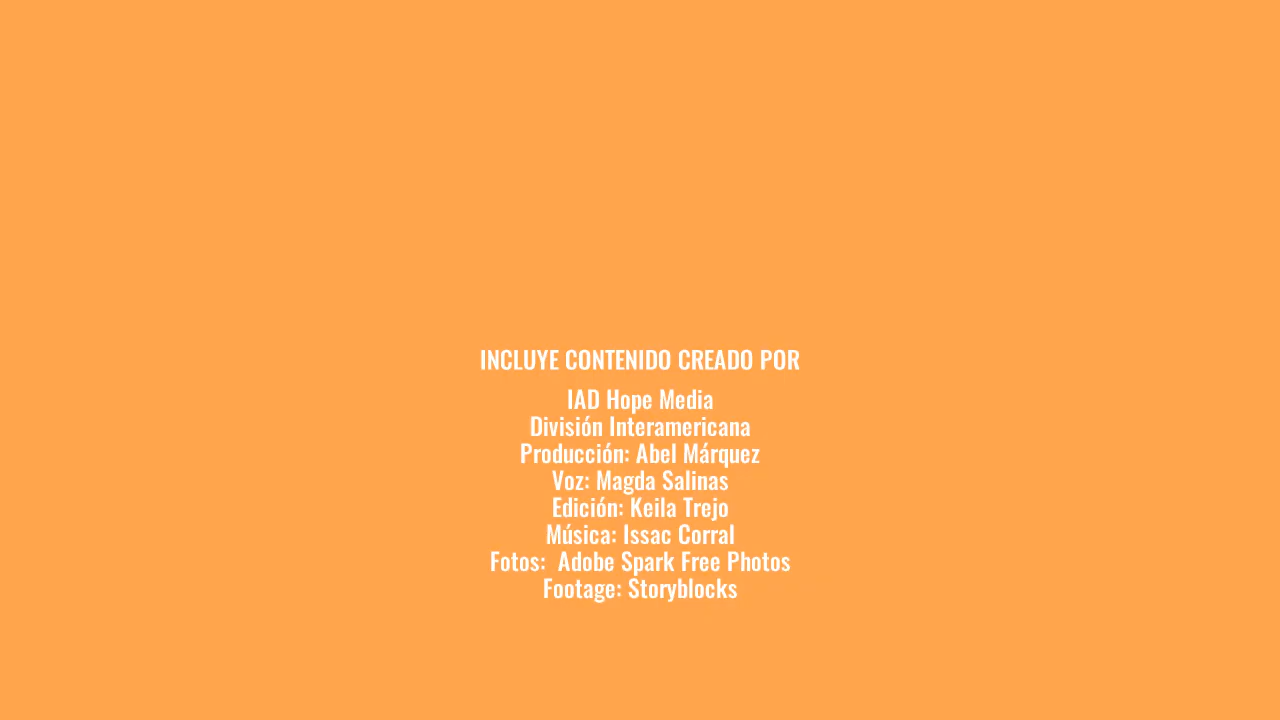 INCLUYE CONTENIDO CREADO POR
IAD Hope Media
División Interamericana
Producción: Abel Márquez
Voz: Magda Salinas
Edición: Keila Trejo
Música: Issac Corral
Fotos:  Adobe Spark Free Photos
Footage: Storyblocks